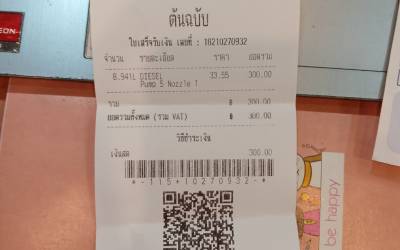 ต้นฉบับ
ใบเสร็จรับเงิน เลขที่ : 16210270932
จำนวน รายละเอียด ราคา ยอดรวม
8.941L DIESEL 33.55 300.00
Pump 5 Nozzle 1
รวม ฿ 300.00
ยอดรวมทั้งหมด (รวม VAT) ฿ 300.00
วิธีชำระเงิน
เงินสด 300.00
be happy